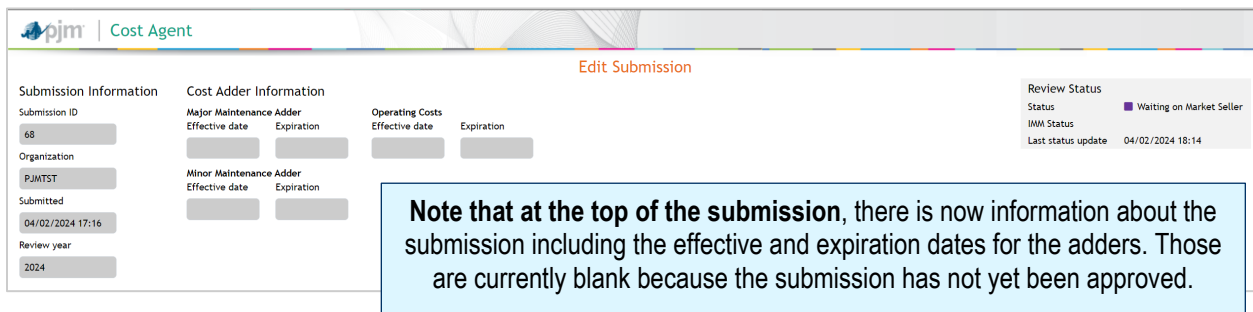 pjm | Cost Agent
Edit Submission
Submission Information
Submission ID
68
Organization
PJMTST
Submitted
04/02/2024 17:16
Review year
2024
Cost Adder Information
Major Maintenance Adder
Effective date Expiration
Minor Maintenance Adder
Effective date Expiration
Operating Costs
Effective date Expiration
Review Status
Status Waiting on Market Seller
IMM Status
Last status update 04/02/2024 18:14
Note that at the top of the submission, there is now information about the
submission including the effective and expiration dates for the adders. Those
are currently blank because the submission has not yet been approved.